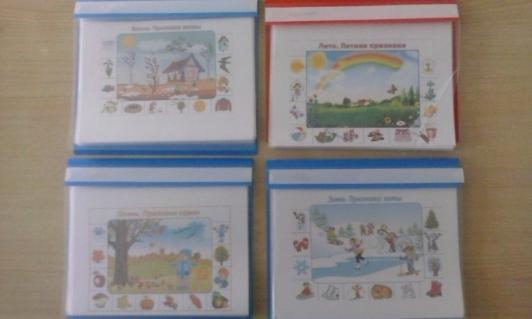 Весна. Признаки весны
Лето. Летние признаки
Осень. Признаки осени
Зима. Признаки зимы